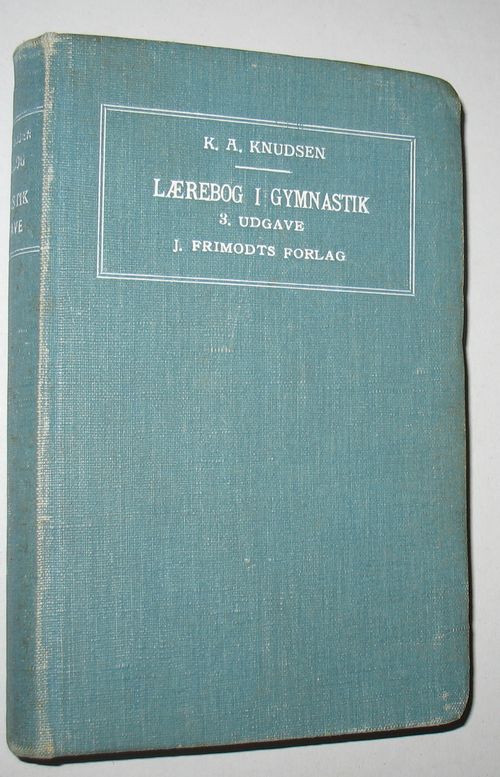 K. A. KNUDSEN
LÆREBOG I GYMNASTIK
3. UDGAVE
J. FRIMODTS FORLAG